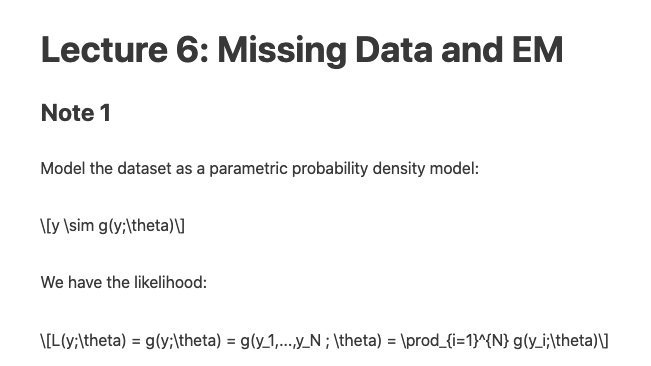 Lecture 6: Missing Data and EM
Note 1
Model the dataset as a parametric probability density model:
\[y \sim g(y;\theta)\]
We have the likelihood:
\[L(y;\theta) = g(y;\theta) = g(y_1,...,y_N ; \theta) = \prod_{i=1}^{N} g(y_i;\theta)\]